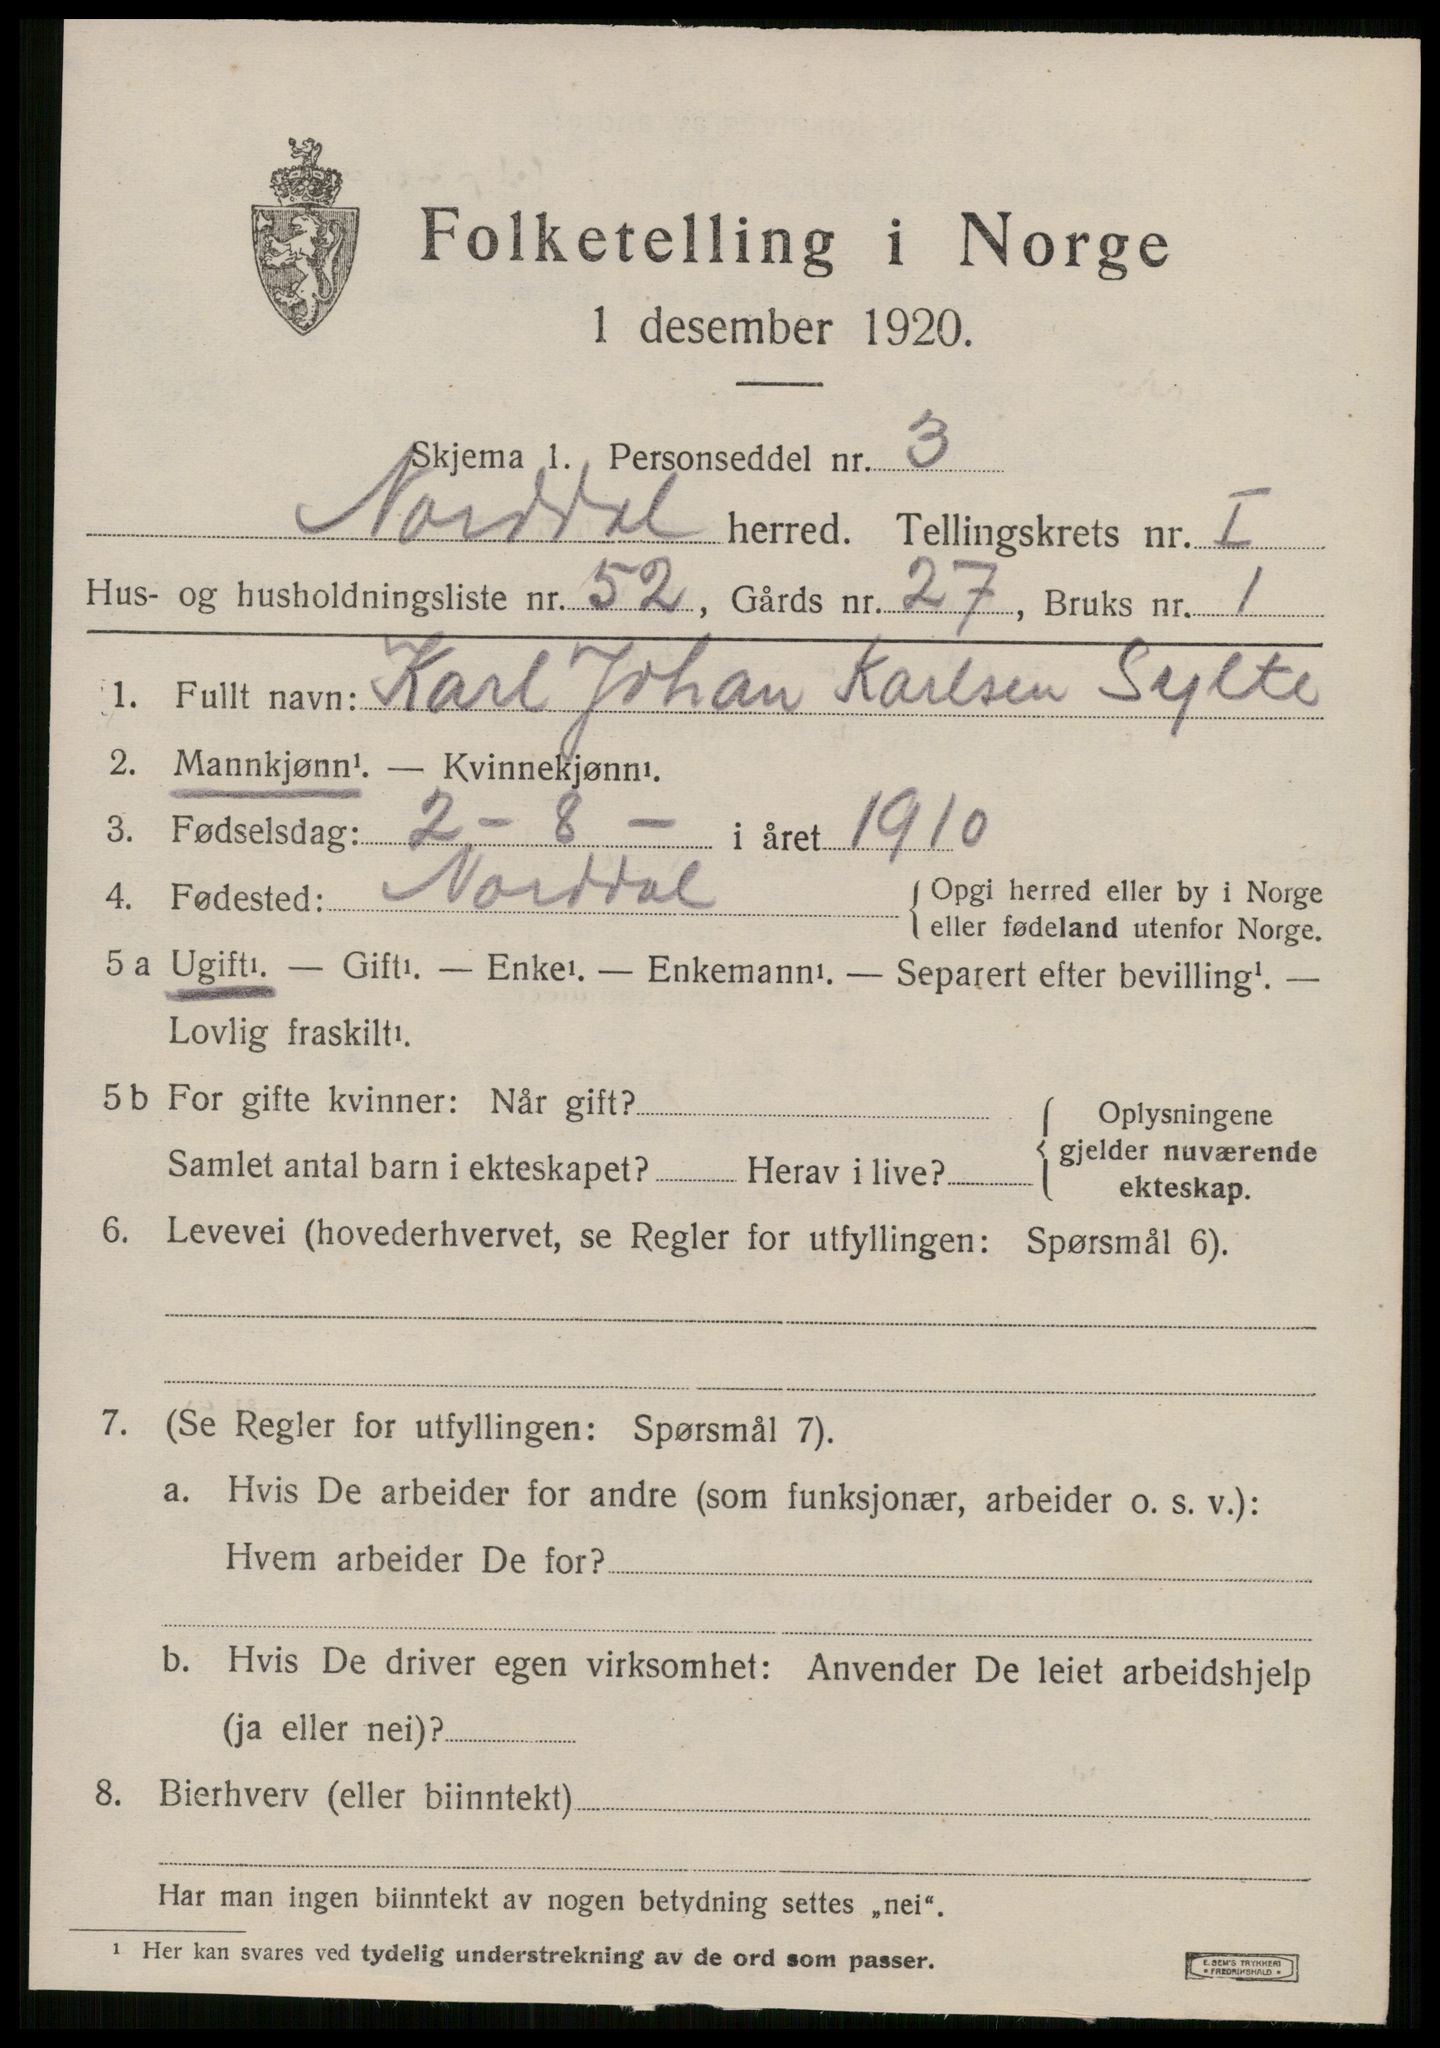 Folketelling i Norge
1 desember 1920.
Skjema 1. Personseddel nr. 3
Norddal herred. Tellingskrets nr. I
Hus- og husholdningsliste nr. 52, Gårds nr. 27, Bruks nr. 1
1. Fullt navn: Karl Johan Karlsen Sylte
2. Mannkjønn¹. — Kvinnekjønn¹.
3. Fødselsdag: 2 - 8 - i året 1910
4. Fødested: Norddal { Opgi herred eller by i Norge
eller fødeland utenfor Norge.
5 a Ugift¹. — Gift¹. — Enke¹. — Enkemann¹. — Separert efter bevilling¹. —
Lovlig fraskilt¹.
5 b For gifte kvinner: Når gift? { Oplysningene
Samlet antal barn i ekteskapet? Herav i live? gjelder nuværende
ekteskap.
6. Levevei (hovederhvervet, se Regler for utfyllingen: Spørsmål 6).
7. (Se Regler for utfyllingen: Spørsmål 7).
a. Hvis De arbeider for andre (som funksjonær, arbeider o. s. v.):
Hvem arbeider De for?
b. Hvis De driver egen virksomhet: Anvender De leiet arbeidshjelp
(ja eller nei)?
8. Bierhverv (eller biinntekt)
Har man ingen biinntekt av nogen betydning settes „nei“.
¹ Her kan svares ved tydelig understrekning av de ord som passer.
E. SEM'S TRYKKERI
* FREDRIKSHALD *